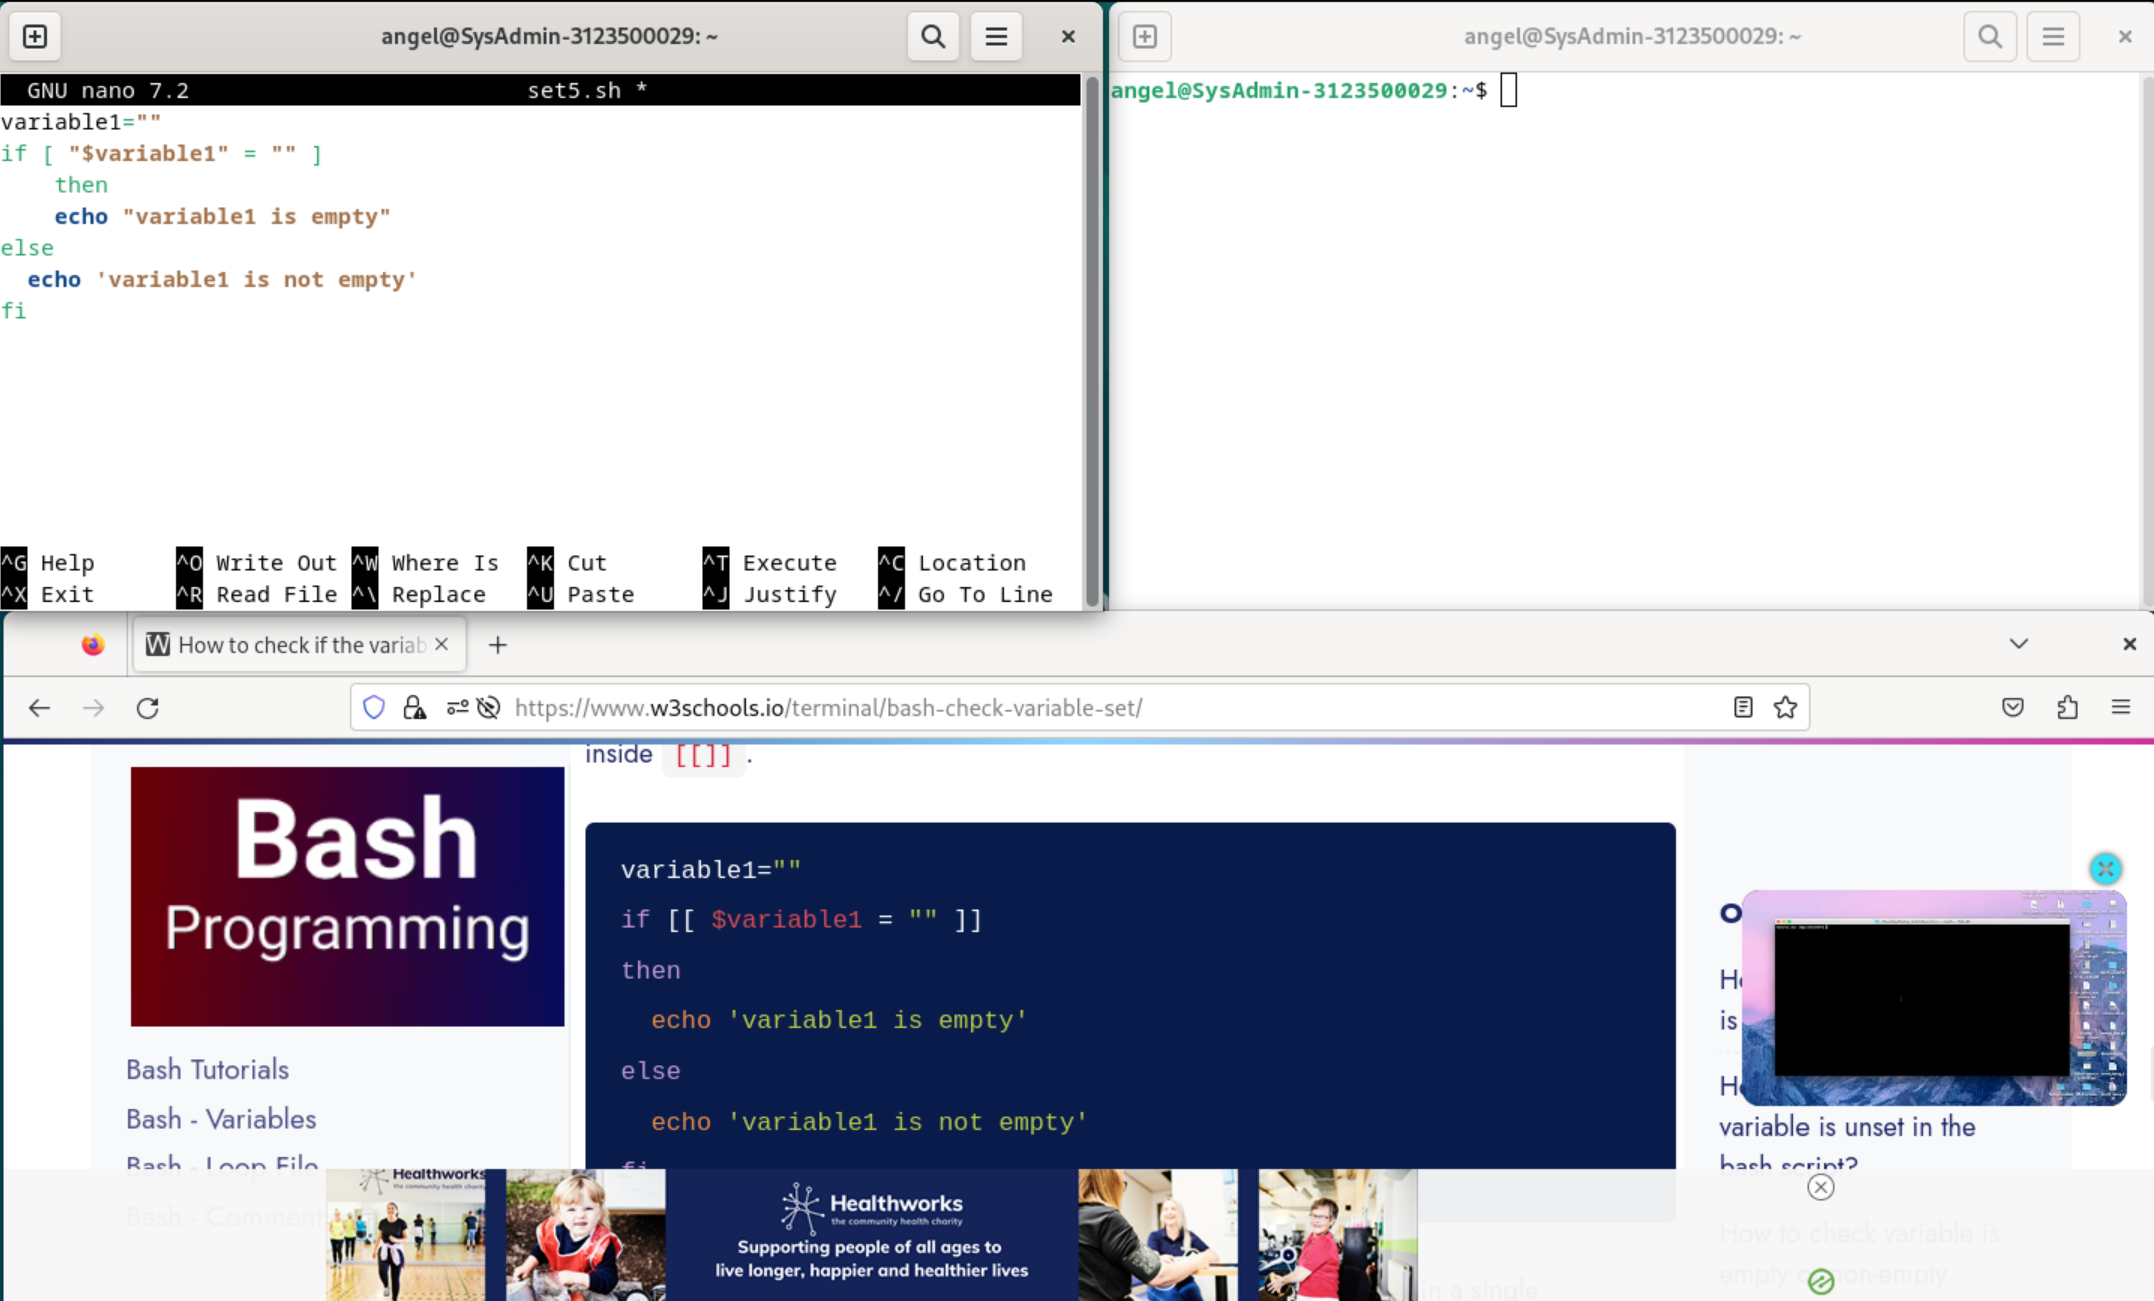 angel@SysAdmin-3123500029: ~
GNU nano 7.2 set5.sh *
variable1=""
if [ "$variable1" = "" ]
then
echo "variable1 is empty"
else
echo 'variable1 is not empty'
fi
^G Help ^O Write Out ^W Where Is ^K Cut ^T Execute ^C Location
^X Exit ^R Read File ^\ Replace ^U Paste ^J Justify ^/ Go To Line
angel@SysAdmin-3123500029: ~
angel@SysAdmin-3123500029:~$
How to check if the variab
https://www.w3schools.io/terminal/bash-check-variable-set/
Bash
Programming
Bash Tutorials
Bash - Variables
Bash - Loop File
Bash - Comment
inside [[]] .
variable1=""
if [[ $variable1 = "" ]]
then
echo 'variable1 is empty'
else
echo 'variable1 is not empty'
fi
in a single
is
variable is unset in the
bash script?
How to check variable is
empty non-empty
Healthworks
the community health charity
Healthworks
the community health charity
Supporting people of all ages to
live longer, happier and healthier lives